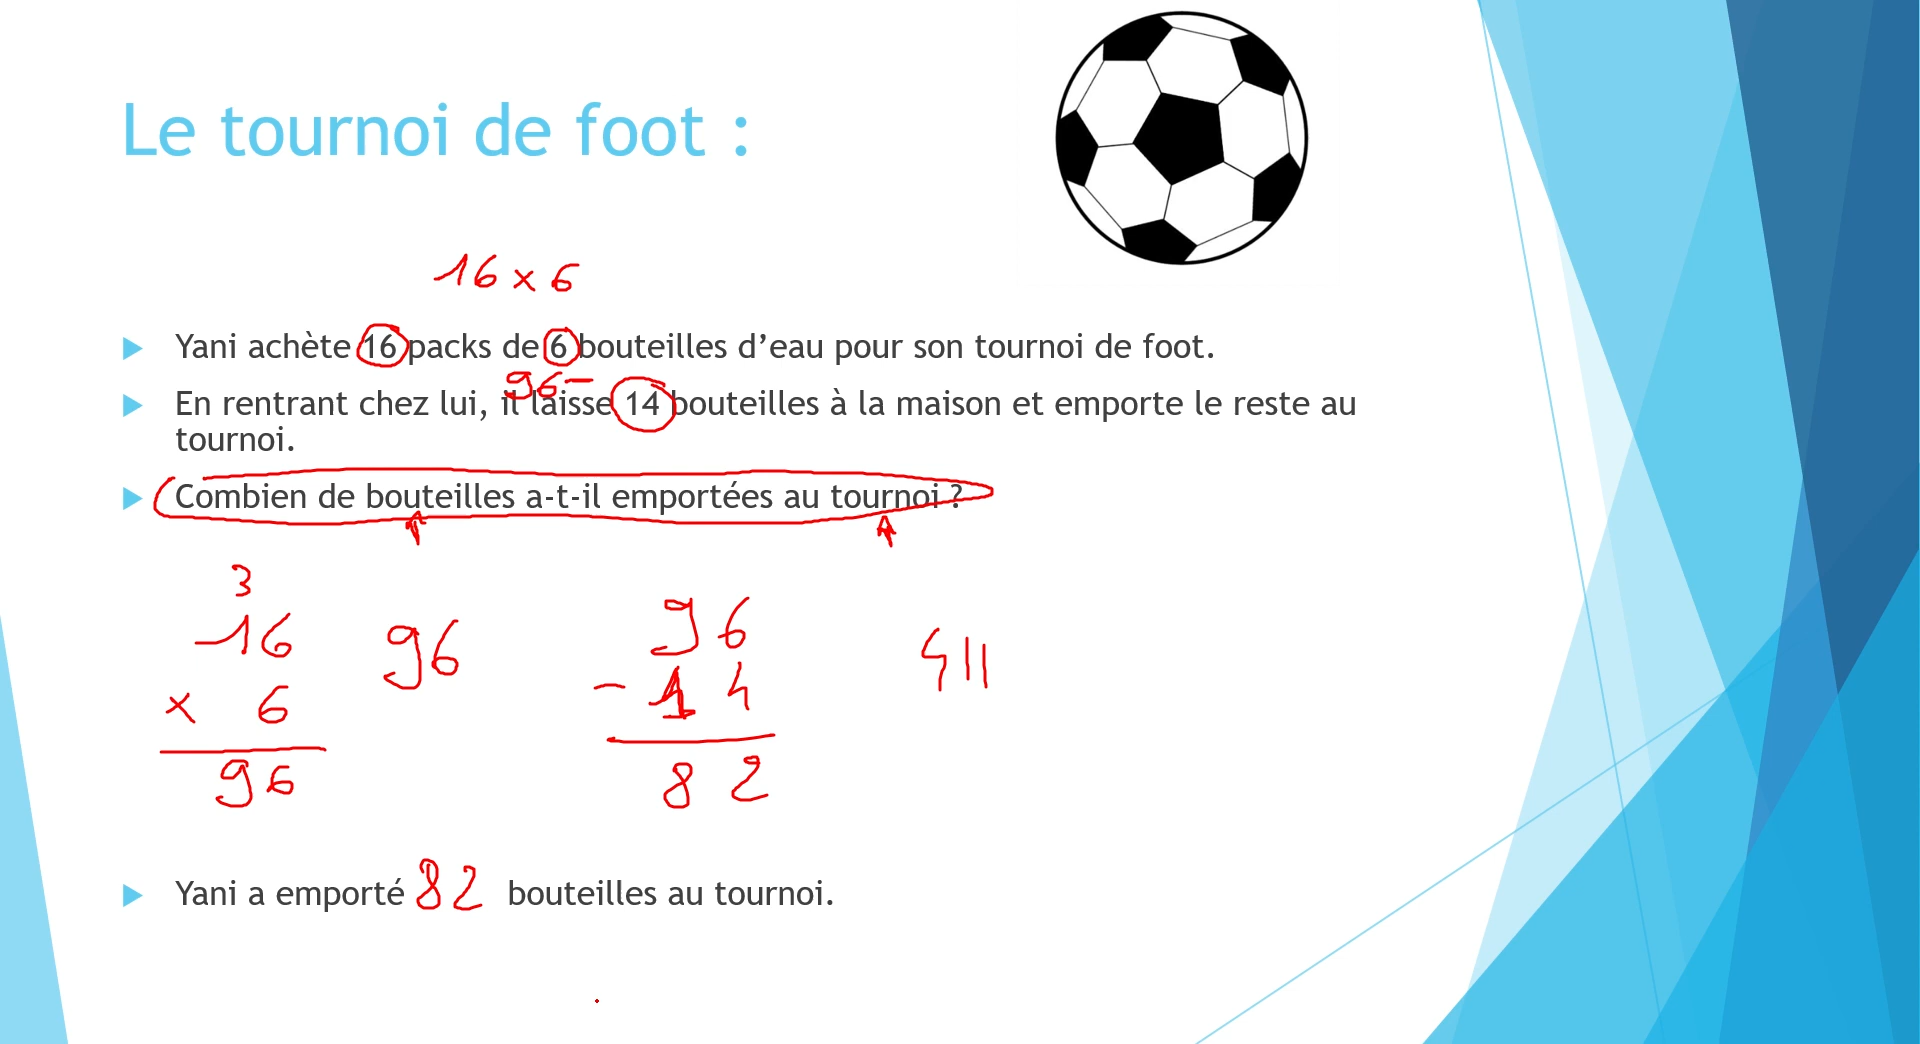 Le tournoi de foot :
16 × 6
Yani achète 16 packs de 6 bouteilles d’eau pour son tournoi de foot.
96 -
En rentrant chez lui, il laisse 14 bouteilles à la maison et emporte le reste au
tournoi.
Combien de bouteilles a-t-il emportées au tournoi ?
3
16
× 6
96
96
96
- 14
82
Yani a emporté 82 bouteilles au tournoi.